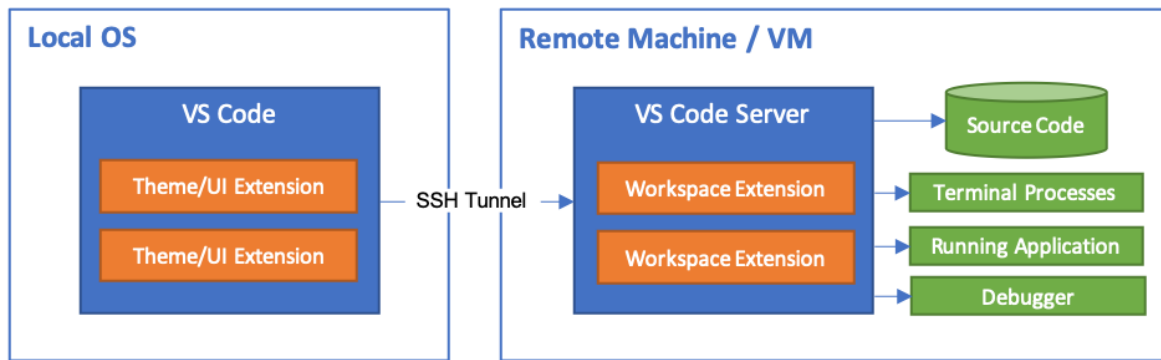 Local OS
VS Code
Theme/UI Extension
Theme/UI Extension
SSH Tunnel
Remote Machine / VM
VS Code Server
Workspace Extension
Workspace Extension
Source Code
Terminal Processes
Running Application
Debugger